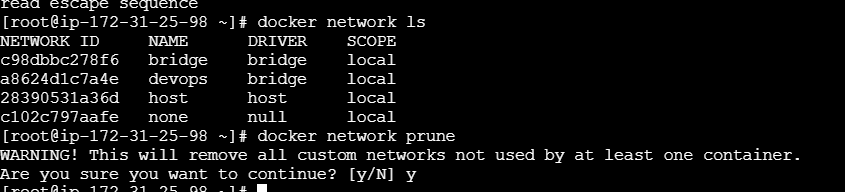 read escape sequence
[root@ip-172-31-25-98 ~]# docker network ls
NETWORK ID     NAME      DRIVER    SCOPE
c98dbbc278f6   bridge    bridge    local
a8624d1c7a4e   devops    bridge    local
28390531a36d   host      host      local
c102c797aafe   none      null      local
[root@ip-172-31-25-98 ~]# docker network prune
WARNING! This will remove all custom networks not used by at least one container.
Are you sure you want to continue? [y/N] y
[root@ip-172-31-25-98 ~]#